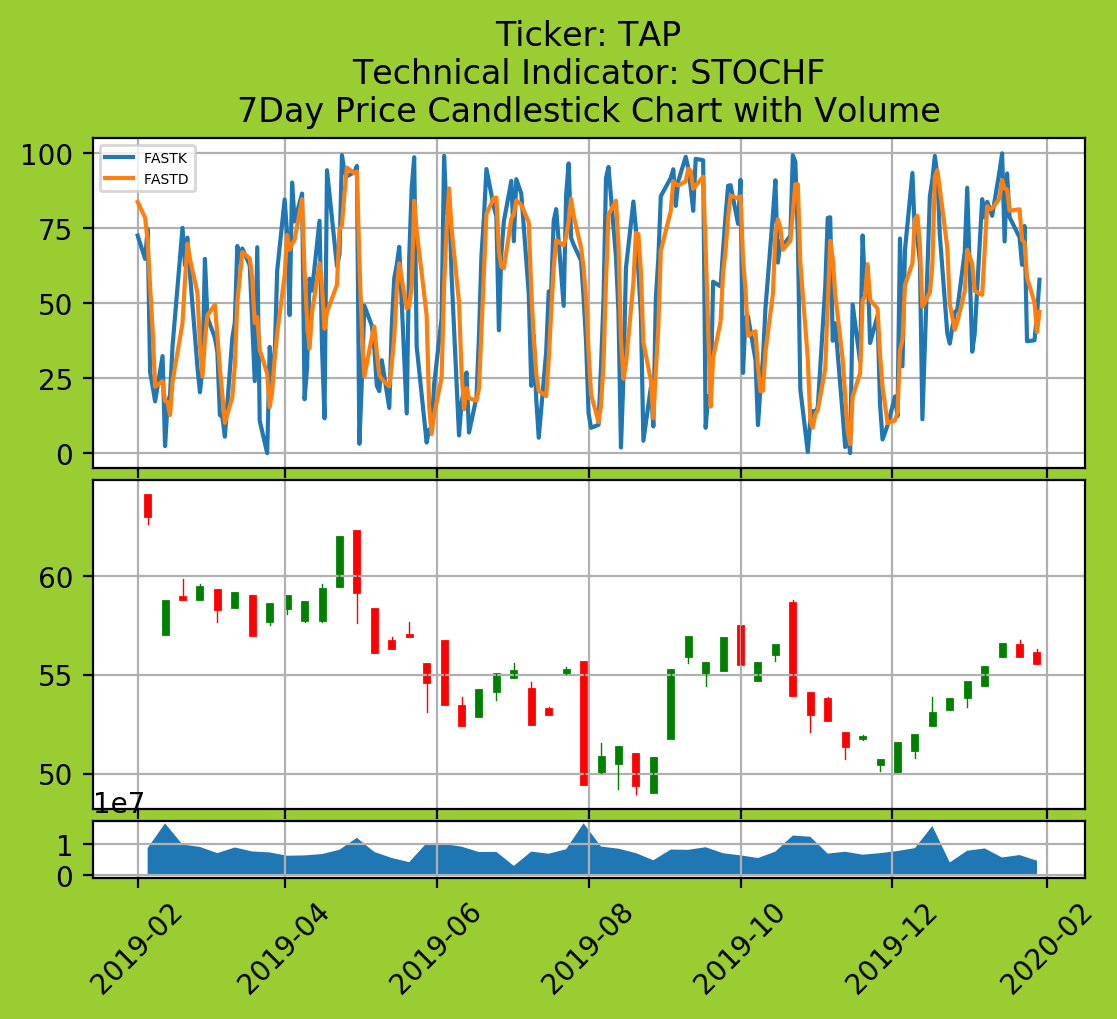 Ticker: TAP
Technical Indicator: STOCHF
7Day Price Candlestick Chart with Volume
100
75
50
25
0
FASTK
FASTD
60
55
50
1e7
1
0
2019-02
2019-04
2019-06
2019-08
2019-10
2019-12
2020-02